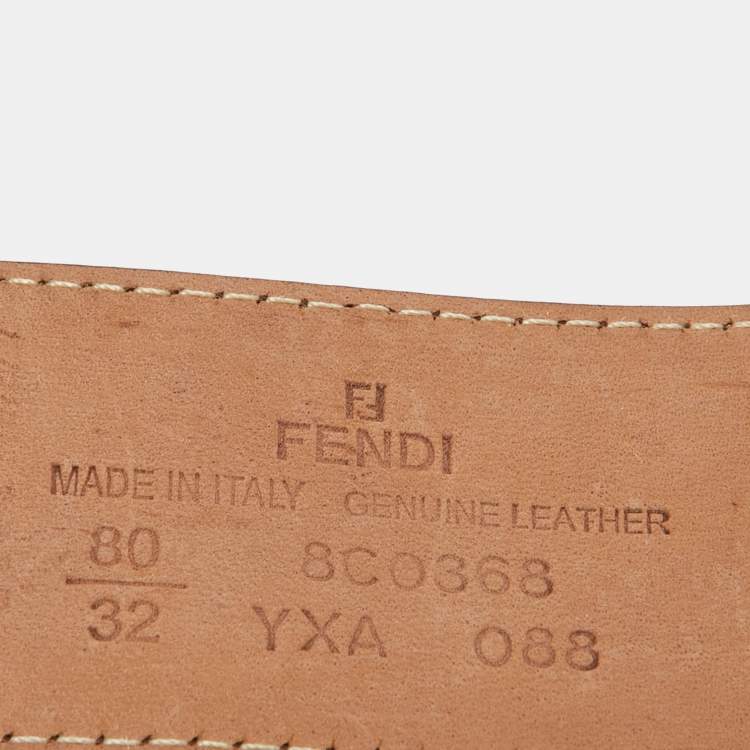 FF
FENDI
MADE IN ITALY GENUINE LEATHER
80 8C0368
32 YXA 088